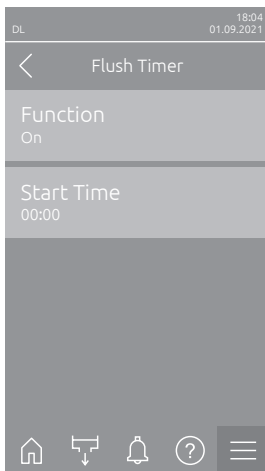 18:04
DL 01.09.2021
Flush Timer
Function
On
Start Time
00:00
?